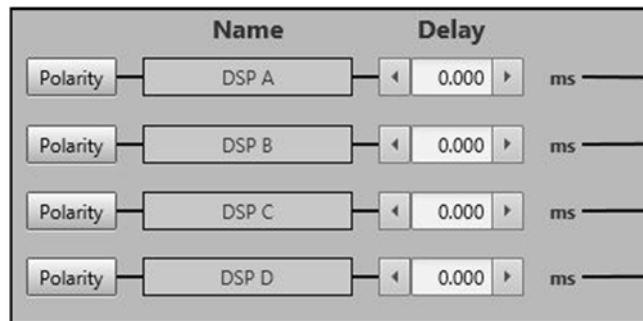 Name Delay
Polarity DSP A 0.000 ms
Polarity DSP B 0.000 ms
Polarity DSP C 0.000 ms
Polarity DSP D 0.000 ms